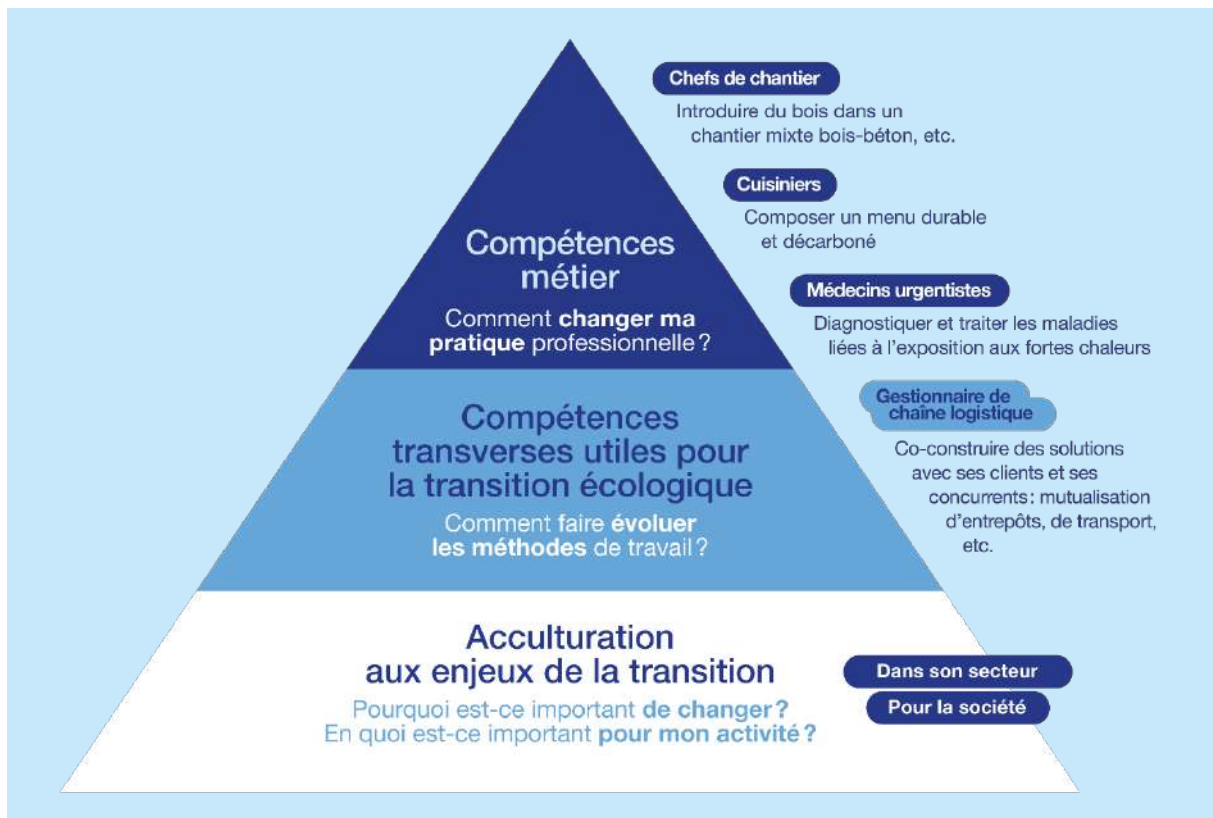 Chefs de chantier
Introduire du bois dans un
chantier mixte bois-béton, etc.
Cuisiniers
Composer un menu durable
et décarboné
Compétences
métier
Comment changer ma
pratique professionnelle ?
Médecins urgentistes
Diagnostiquer et traiter les maladies
liées à l’exposition aux fortes chaleurs
Compétences
transverses utiles pour
la transition écologique
Comment faire évoluer
les méthodes de travail ?
Gestionnaire de
chaîne logistique
Co-construire des solutions
avec ses clients et ses
concurrents : mutualisation
d’entrepôts, de transport,
etc.
Acculturation
aux enjeux de la transition
Pourquoi est-ce important de changer ?
En quoi est-ce important pour mon activité ?
Dans son secteur
Pour la société